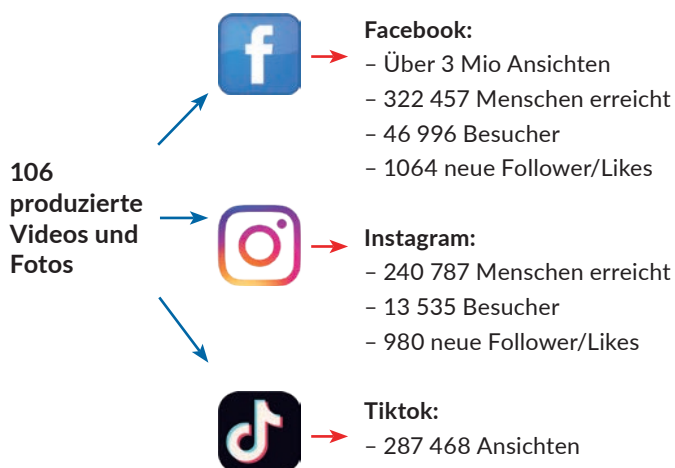 106
produzierte
Videos und
Fotos
Facebook:
– Über 3 Mio Ansichten
– 322 457 Menschen erreicht
– 46 996 Besucher
– 1064 neue Follower/Likes
Instagram:
– 240 787 Menschen erreicht
– 13 535 Besucher
– 980 neue Follower/Likes
Tiktok:
– 287 468 Ansichten